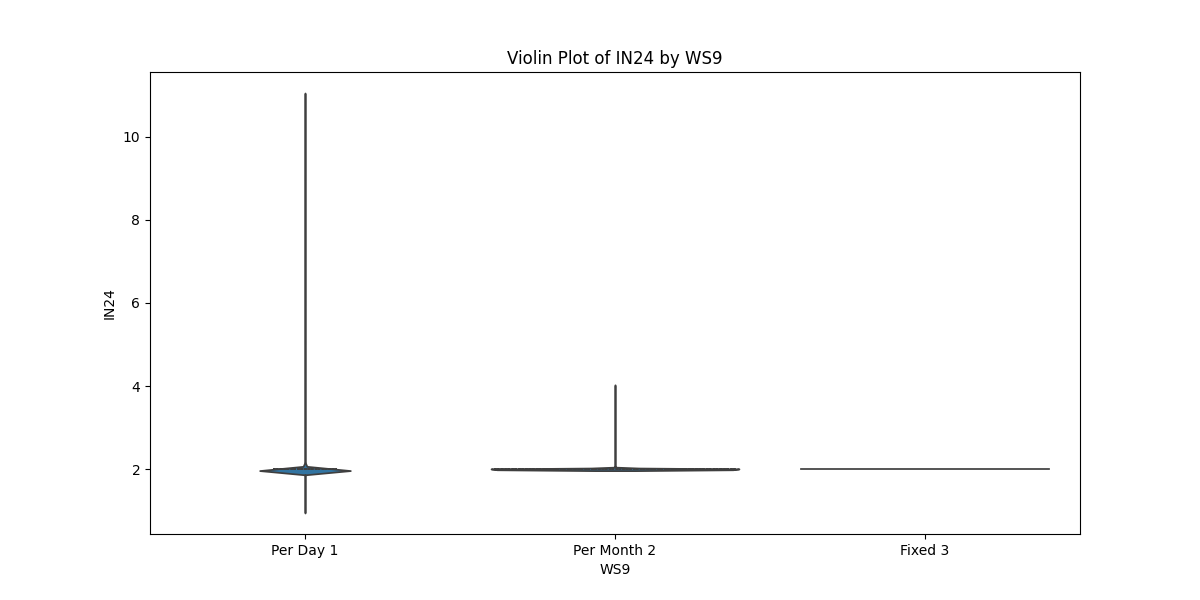 Violin Plot of IN24 by WS9
10
8
6
4
2
IN24
Per Day 1
Per Month 2
Fixed 3
WS9